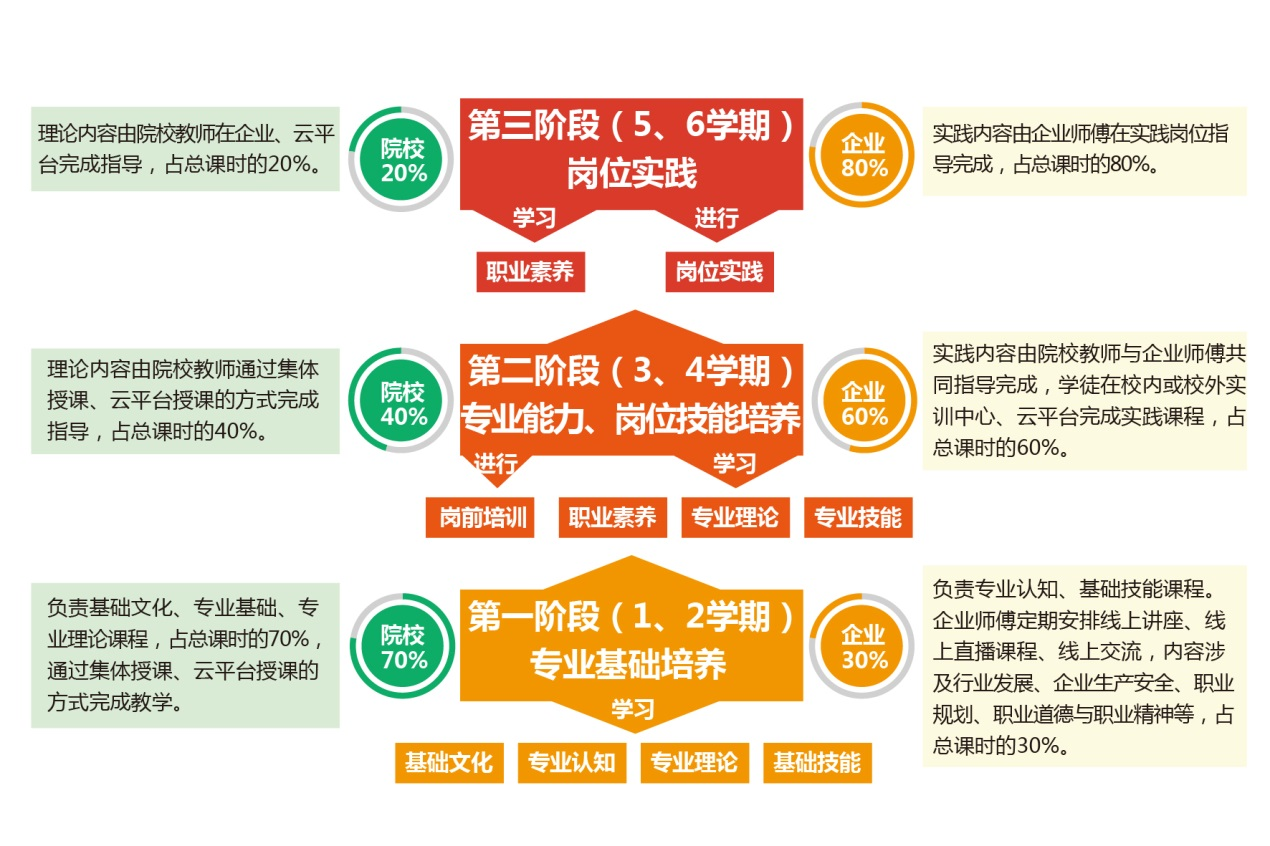 理论内容由院校教师在企业、云平
台完成指导，占总课时的20%。
院校
20%
第三阶段（5、6学期）
岗位实践
学习
进行
职业素养
岗位实践
企业
80%
实践内容由企业师傅在实践岗位指
导完成，占总课时的80%。
理论内容由院校教师通过集体
授课、云平台授课的方式完成
指导，占总课时的40%。
院校
40%
第二阶段（3、4学期）
专业能力、岗位技能培养
进行
学习
岗前培训
职业素养
专业理论
专业技能
企业
60%
实践内容由院校教师与企业师傅共
同指导完成，学徒在校内或校外实
训中心、云平台完成实践课程，占
总课时的60%。
负责基础文化、专业基础、专
业理论课程，占总课时的70%，
通过集体授课、云平台授课的
方式完成教学。
院校
70%
第一阶段（1、2学期）
专业基础培养
学习
基础文化
专业认知
专业理论
基础技能
企业
30%
负责专业认知、基础技能课程。
企业师傅定期安排线上讲座、线
上直播课程、线上交流，内容涉
及行业发展、企业生产安全、职业
规划、职业道德与职业精神等，占
总课时的30%。